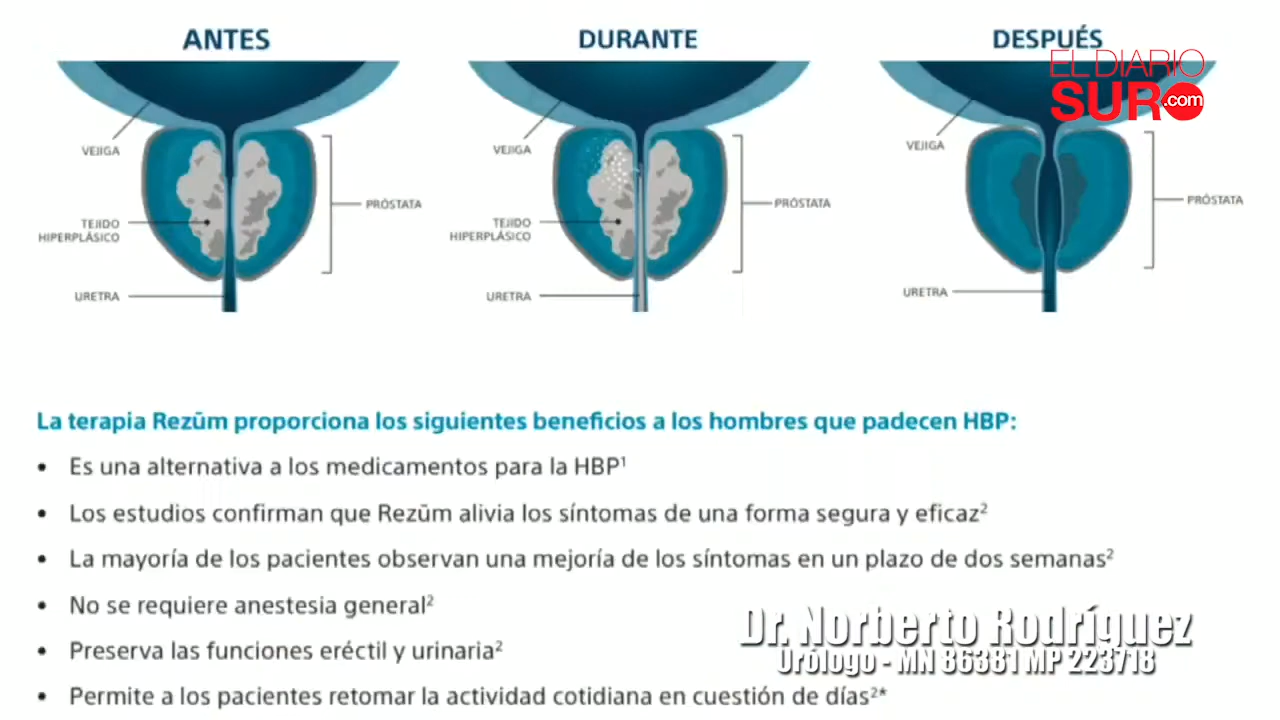 ANTES
DURANTE
DESPUÉS
EL DIARIO
SUR.com
VEJIGA
TEJIDO
HIPERPLÁSICO
URETRA
PRÓSTATA
VEJIGA
TEJIDO
HIPERPLÁSICO
URETRA
PRÓSTATA
VEJIGA
URETRA
PRÓSTATA
La terapia Rezūm proporciona los siguientes beneficios a los hombres que padecen HBP:
• Es una alternativa a los medicamentos para la HBP¹
• Los estudios confirman que Rezūm alivia los síntomas de una forma segura y eficaz²
• La mayoría de los pacientes observan una mejoría de los síntomas en un plazo de dos semanas²
• No se requiere anestesia general²
• Preserva las funciones eréctil y urinaria²
• Permite a los pacientes retomar la actividad cotidiana en cuestión de días²*
Dr. Norberto Rodríguez
Urólogo - MN 86381 MP 223718